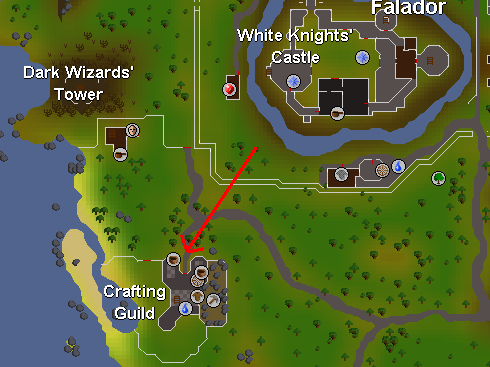 Falador
White Knights'
Castle
Dark Wizards'
Tower
Crafting
Guild